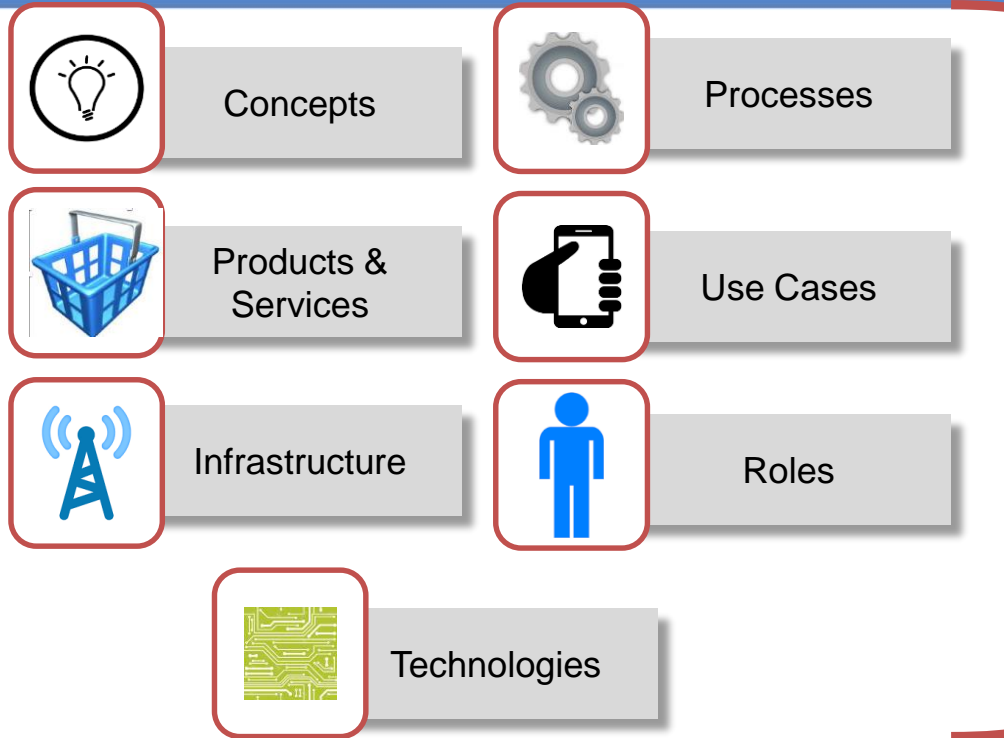 Concepts
Processes
Products &
Services
Use Cases
Infrastructure
Roles
Technologies